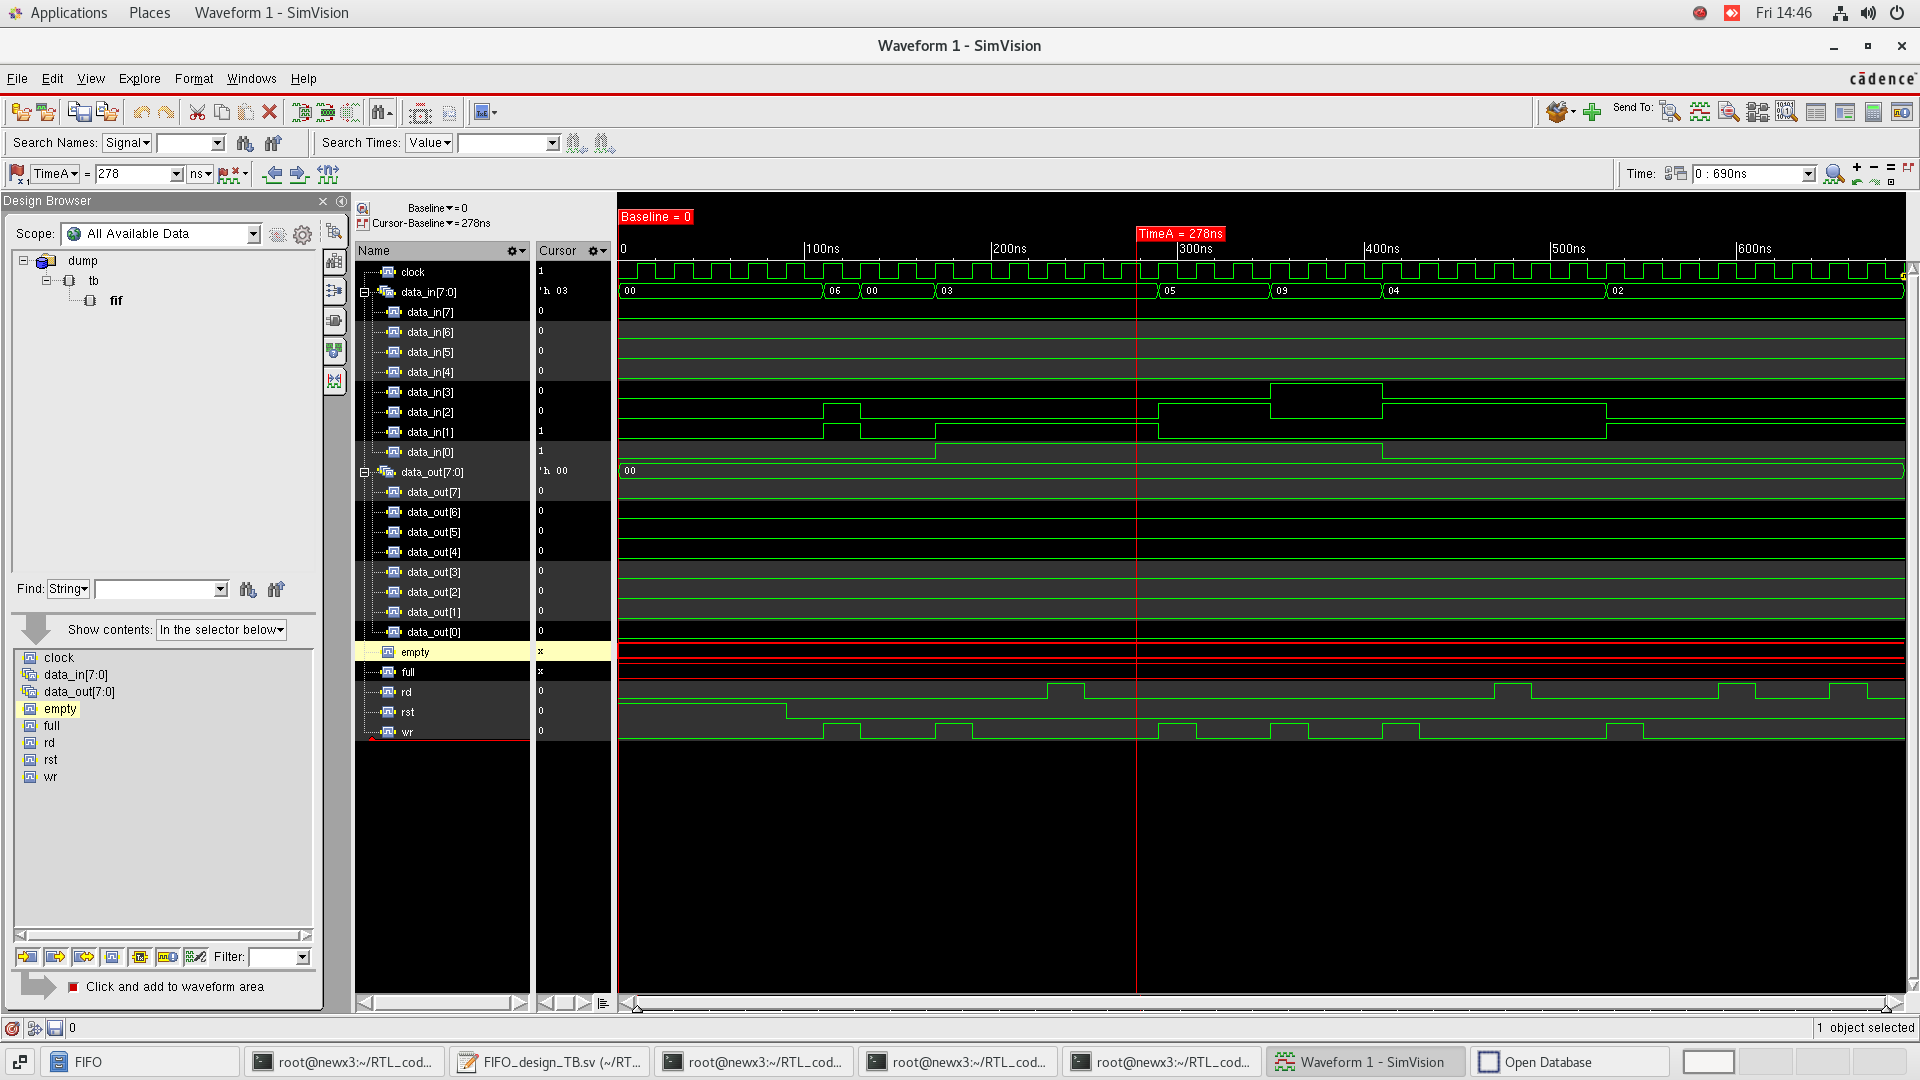 Applications Places Waveform 1 - SimVision Fri 14:46
Waveform 1 - SimVision
File Edit View Explore Format Windows Help cādence
Send To:
Search Names: Signal Search Times: Value
TimeA = 278 ns Time: 0 : 690ns
Design Browser
Scope: All Available Data
dump
tb
fif
Find: String
Show contents: In the selector below
clock
data_in[7:0]
data_out[7:0]
empty
full
rd
rst
wr
Filter:
Click and add to waveform area
Baseline = 0
Cursor-Baseline = 278ns
Name Cursor
clock 1
data_in[7:0] 'h 03
data_in[7] 0
data_in[6] 0
data_in[5] 0
data_in[4] 0
data_in[3] 0
data_in[2] 0
data_in[1] 1
data_in[0] 1
data_out[7:0] 'h 00
data_out[7] 0
data_out[6] 0
data_out[5] 0
data_out[4] 0
data_out[3] 0
data_out[2] 0
data_out[1] 0
data_out[0] 0
empty x
full x
rd 0
rst 0
wr 0
Baseline = 0
TimeA = 278ns
0 100ns 200ns 300ns 400ns 500ns 600ns
00 06 00 03 05 09 04 02
00
0 1 object selected
FIFO root@newx3:~/RTL_cod... FIFO_design_TB.sv (~/RT... root@newx3:~/RTL_cod... root@newx3:~/RTL_cod... root@newx3:~/RTL_cod... Waveform 1 - SimVision Open Database